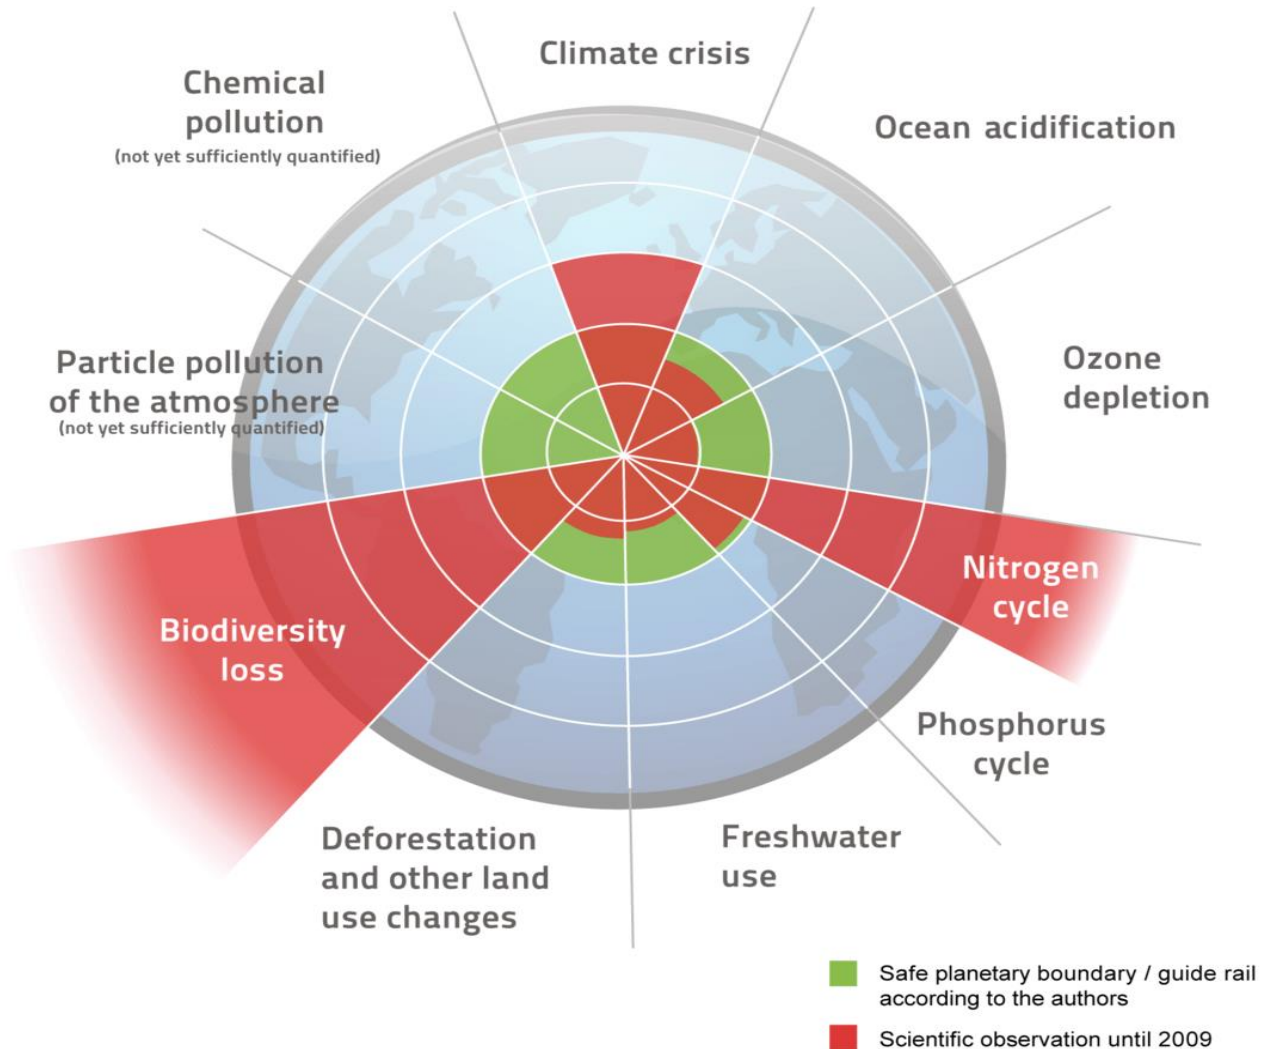 Climate crisis
Chemical
pollution
(not yet sufficiently quantified)
Ocean acidification
Particle pollution
of the atmosphere
(not yet sufficiently quantified)
Ozone
depletion
Nitrogen
cycle
Biodiversity
loss
Phosphorus
cycle
Deforestation
and other land
use changes
Freshwater
use
Safe planetary boundary / guide rail
according to the authors
Scientific observation until 2009